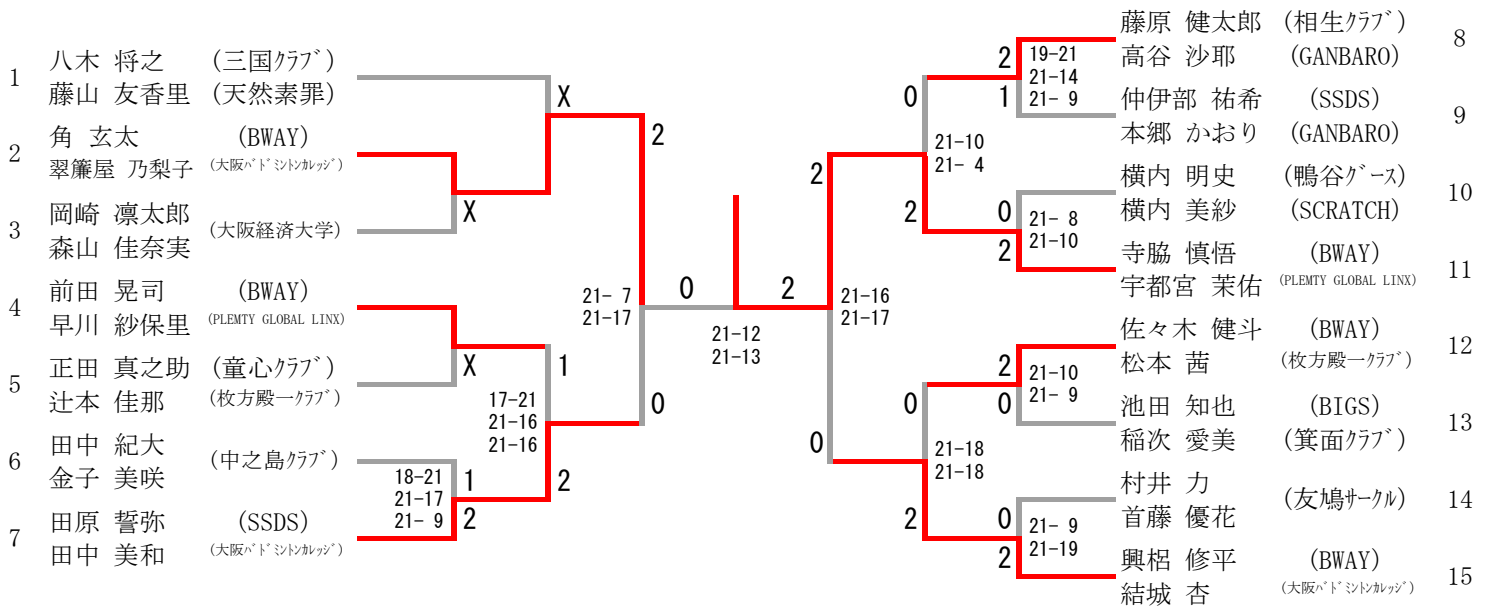 1
八木 将之 (三国ｸﾗﾌﾞ)
藤山 友香里 (天然素罪)
X
2
角 玄太 (BWAY)
翠簾屋 乃梨子 (大阪ﾊﾞﾄﾞﾐﾝﾄﾝｶﾚｯｼﾞ)
2
X
3
岡崎 凛太郎
森山 佳奈実
(大阪経済大学)
4
前田 晃司 (BWAY)
早川 紗保里 (PLEMTY GLOBAL LINX)
21- 7
21-17
X
1
5
正田 真之助 (童心ｸﾗﾌﾞ)
辻本 佳那 (枚方殿一ｸﾗﾌﾞ)
17-21
21-16
21-16
0
6
田中 紀大
金子 美咲
(中之島ｸﾗﾌﾞ)
18-21
21-17
21- 9
1
2
2
7
田原 誓弥 (SSDS)
田中 美和 (大阪ﾊﾞﾄﾞﾐﾝﾄﾝｶﾚｯｼﾞ)
0
2
21-12
21-13
藤原 健太郎 (相生ｸﾗﾌﾞ)
高谷 沙耶 (GANBARO)
8
2
19-21
21-14
21- 9
1
0
仲伊部 祐希 (SSDS)
本郷 かおり (GANBARO)
9
21-10
21- 4
2
横内 明史 (鴨谷ｸﾞｰｽ)
横内 美紗 (SCRATCH)
10
2
0
21- 8
21-10
2
寺脇 慎悟 (BWAY)
宇都宮 茉佑 (PLEMTY GLOBAL LINX)
11
21-16
21-17
佐々木 健斗 (BWAY)
松本 茜 (枚方殿一ｸﾗﾌﾞ)
12
2
21-10
21- 9
0
0
池田 知也 (BIGS)
稲次 愛美 (箕面ｸﾗﾌﾞ)
13
0
21-18
21-18
村井 力
首藤 優花
(友鳩ｻｰｸﾙ)
14
2
0
21- 9
21-19
2
興梠 修平 (BWAY)
結城 杏 (大阪ﾊﾞﾄﾞﾐﾝﾄﾝｶﾚｯｼﾞ)
15